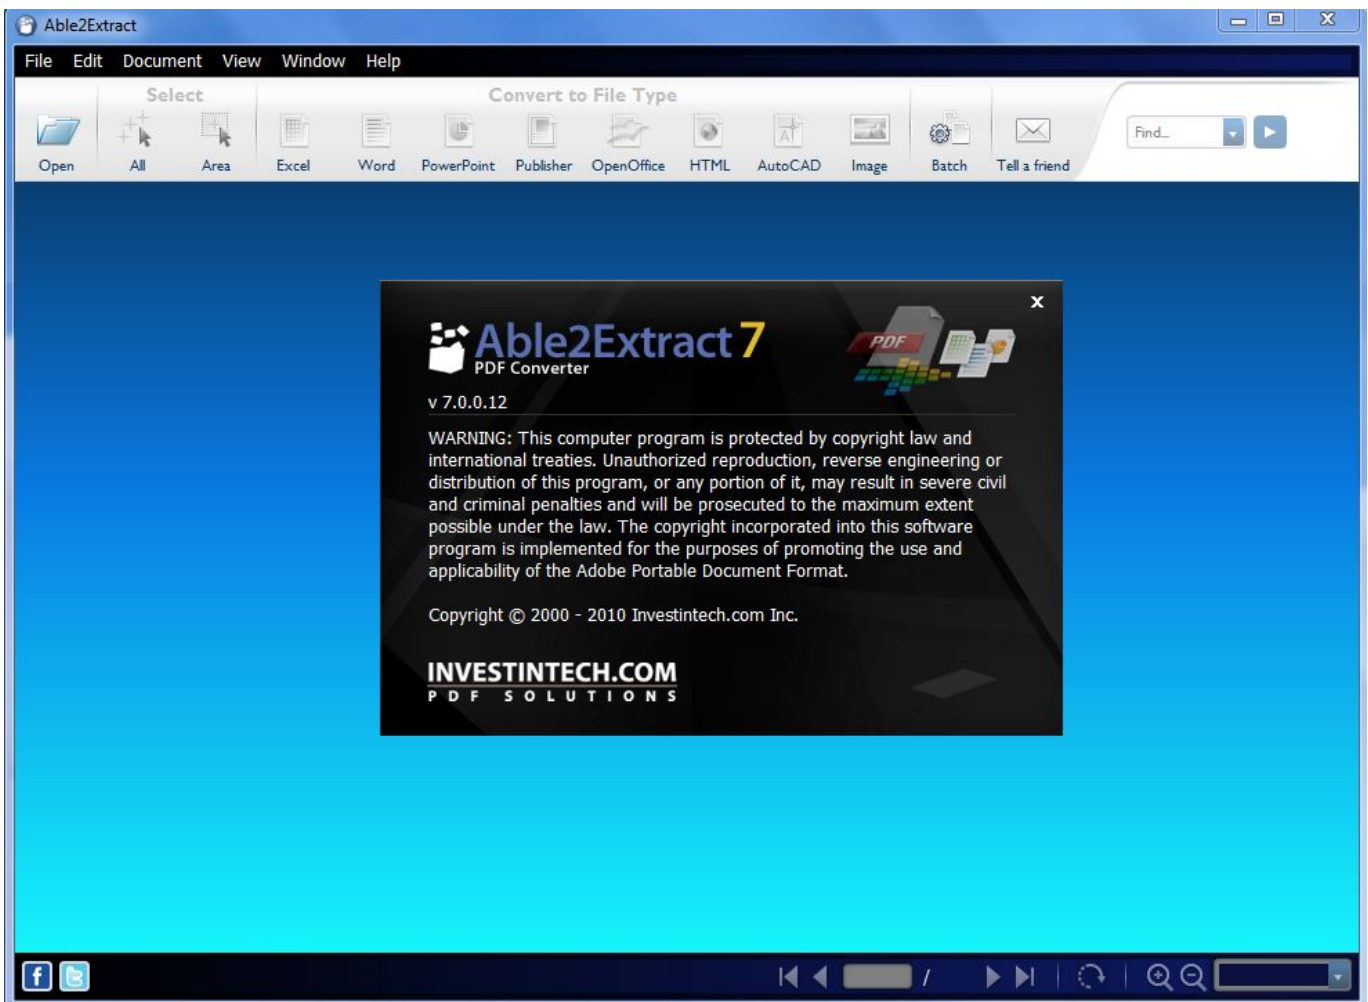 Able2Extract
File Edit Document View Window Help
Select Convert to File Type
Open All Area Excel Word PowerPoint Publisher OpenOffice HTML AutoCAD Image Batch Tell a friend
Find...
x
Able2Extract 7
PDF Converter
PDF
v 7.0.0.12
WARNING: This computer program is protected by copyright law and
international treaties. Unauthorized reproduction, reverse engineering or
distribution of this program, or any portion of it, may result in severe civil
and criminal penalties and will be prosecuted to the maximum extent
possible under the law. The copyright incorporated into this software
program is implemented for the purposes of promoting the use and
applicability of the Adobe Portable Document Format.
Copyright © 2000 - 2010 Investintech.com Inc.
INVESTINTECH.COM
PDF SOLUTIONS
f t /